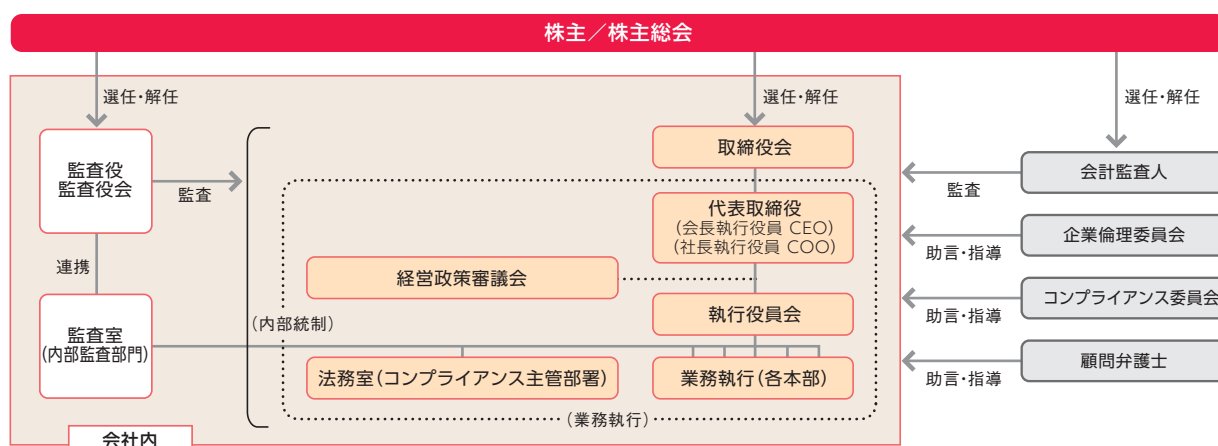 株主／株主総会
選任・解任
選任・解任
選任・解任
監査役
監査役会
監査
取締役会
代表取締役
(会長執行役員 CEO)
(社長執行役員 COO)
経営政策審議会
執行役員会
連携
監査室
(内部監査部門)
(内部統制)
法務室(コンプライアンス主管部署)
業務執行(各本部)
(業務執行)
会社内
監査
会計監査人
助言・指導
企業倫理委員会
助言・指導
コンプライアンス委員会
助言・指導
顧問弁護士